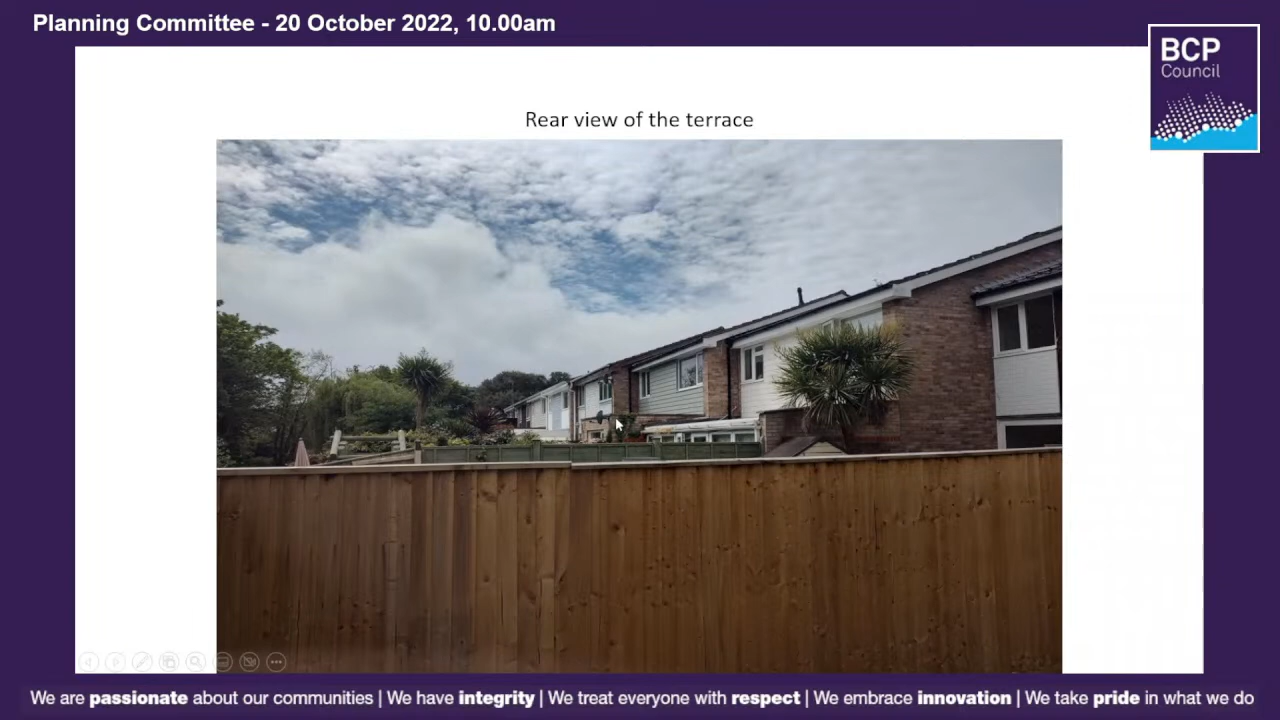 Planning Committee - 20 October 2022, 10.00am
BCP
Council
Rear view of the terrace
We are passionate about our communities | We have integrity | We treat everyone with respect | We embrace innovation | We take pride in what we do